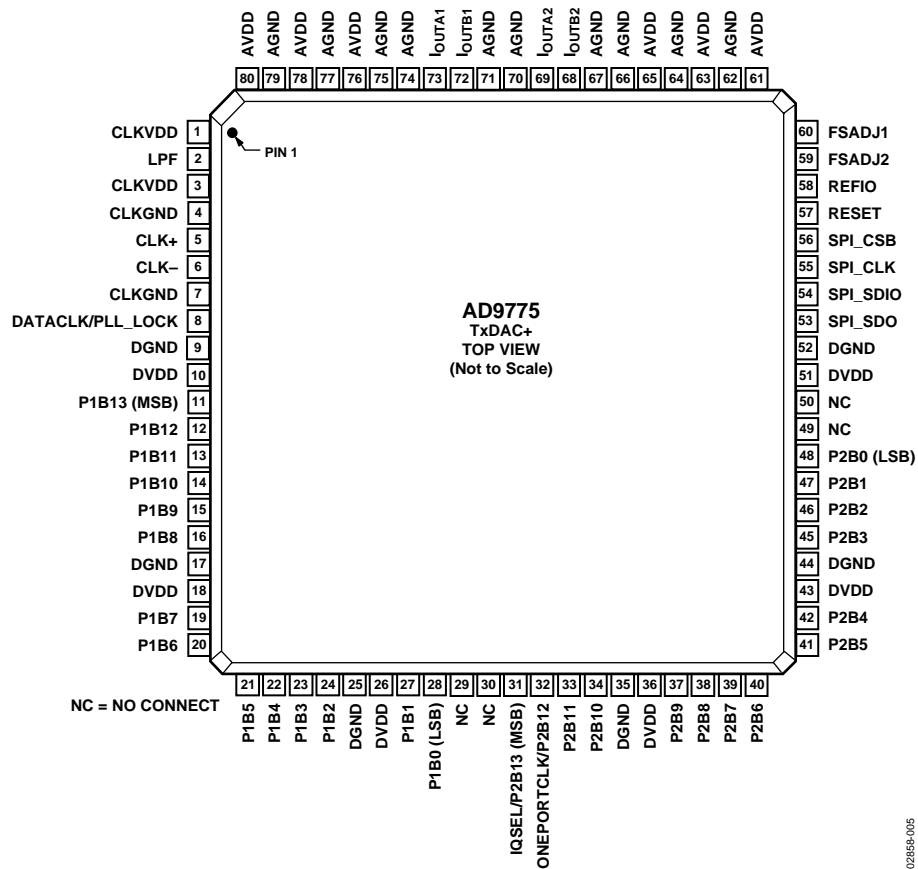 AVDD
AGND
AVDD
AGND
AVDD
AGND
AGND
IOUTA1
IOUTB1
AGND
AGND
IOUTA2
IOUTB2
AGND
AGND
AVDD
AGND
AVDD
AGND
AVDD
80 79 78 77 76 75 74 73 72 71 70 69 68 67 66 65 64 63 62 61
CLKVDD 1
LPF 2
CLKVDD 3
CLKGND 4
CLK+ 5
CLK– 6
CLKGND 7
DATACLK/PLL_LOCK 8
DGND 9
DVDD 10
P1B13 (MSB) 11
P1B12 12
P1B11 13
P1B10 14
P1B9 15
P1B8 16
DGND 17
DVDD 18
P1B7 19
P1B6 20
PIN 1
AD9775
TxDAC+
TOP VIEW
(Not to Scale)
60 FSADJ1
59 FSADJ2
58 REFIO
57 RESET
56 SPI_CSB
55 SPI_CLK
54 SPI_SDIO
53 SPI_SDO
52 DGND
51 DVDD
50 NC
49 NC
48 P2B0 (LSB)
47 P2B1
46 P2B2
45 P2B3
44 DGND
43 DVDD
42 P2B4
41 P2B5
21 22 23 24 25 26 27 28 29 30 31 32 33 34 35 36 37 38 39 40
NC = NO CONNECT
P1B5
P1B4
P1B3
P1B2
DGND
DVDD
P1B1
P1B0 (LSB)
NC
NC
IQSEL/P2B13 (MSB)
ONEPORTCLK/P2B12
P2B11
P2B10
DGND
DVDD
P2B9
P2B8
P2B7
P2B6
02858-005